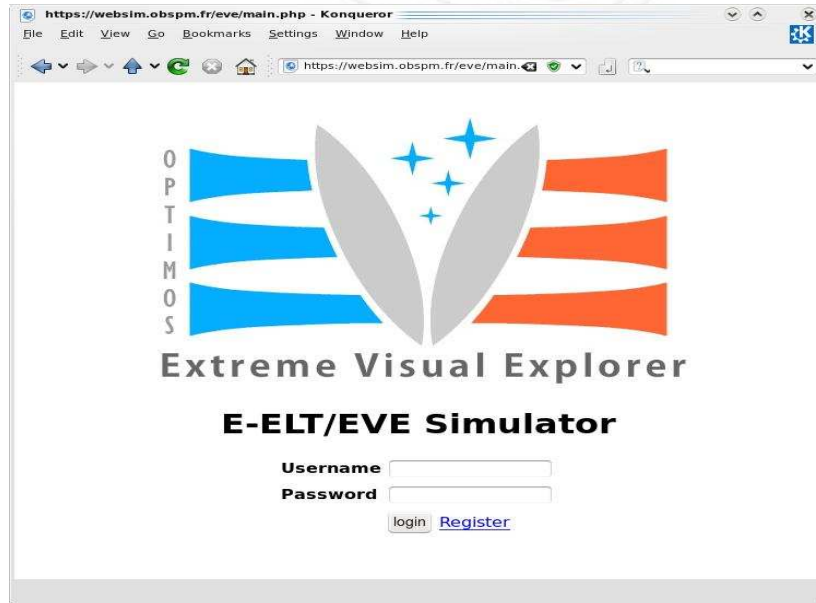 https://websim.obspm.fr/eve/main.php - Konqueror
File Edit View Go Bookmarks Settings Window Help
https://websim.obspm.fr/eve/main.
OPTIMOS
Extreme Visual Explorer
E-ELT/EVE Simulator
Username
Password
login Register